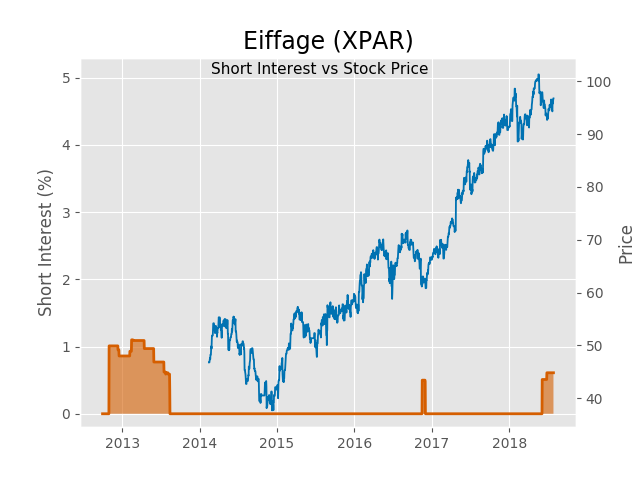 Eiffage (XPAR)
Short Interest vs Stock Price
Short Interest (%)
5
4
3
2
1
0
100
90
80
70
60
50
40
Price
2013 2014 2015 2016 2017 2018